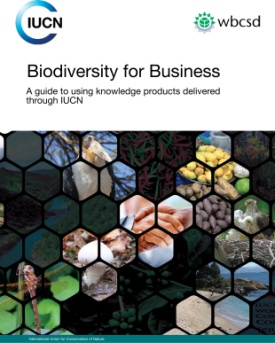 IUCN
wbcsd
Biodiversity for Business
A guide to using knowledge products delivered
through IUCN
International Union for Conservation of Nature